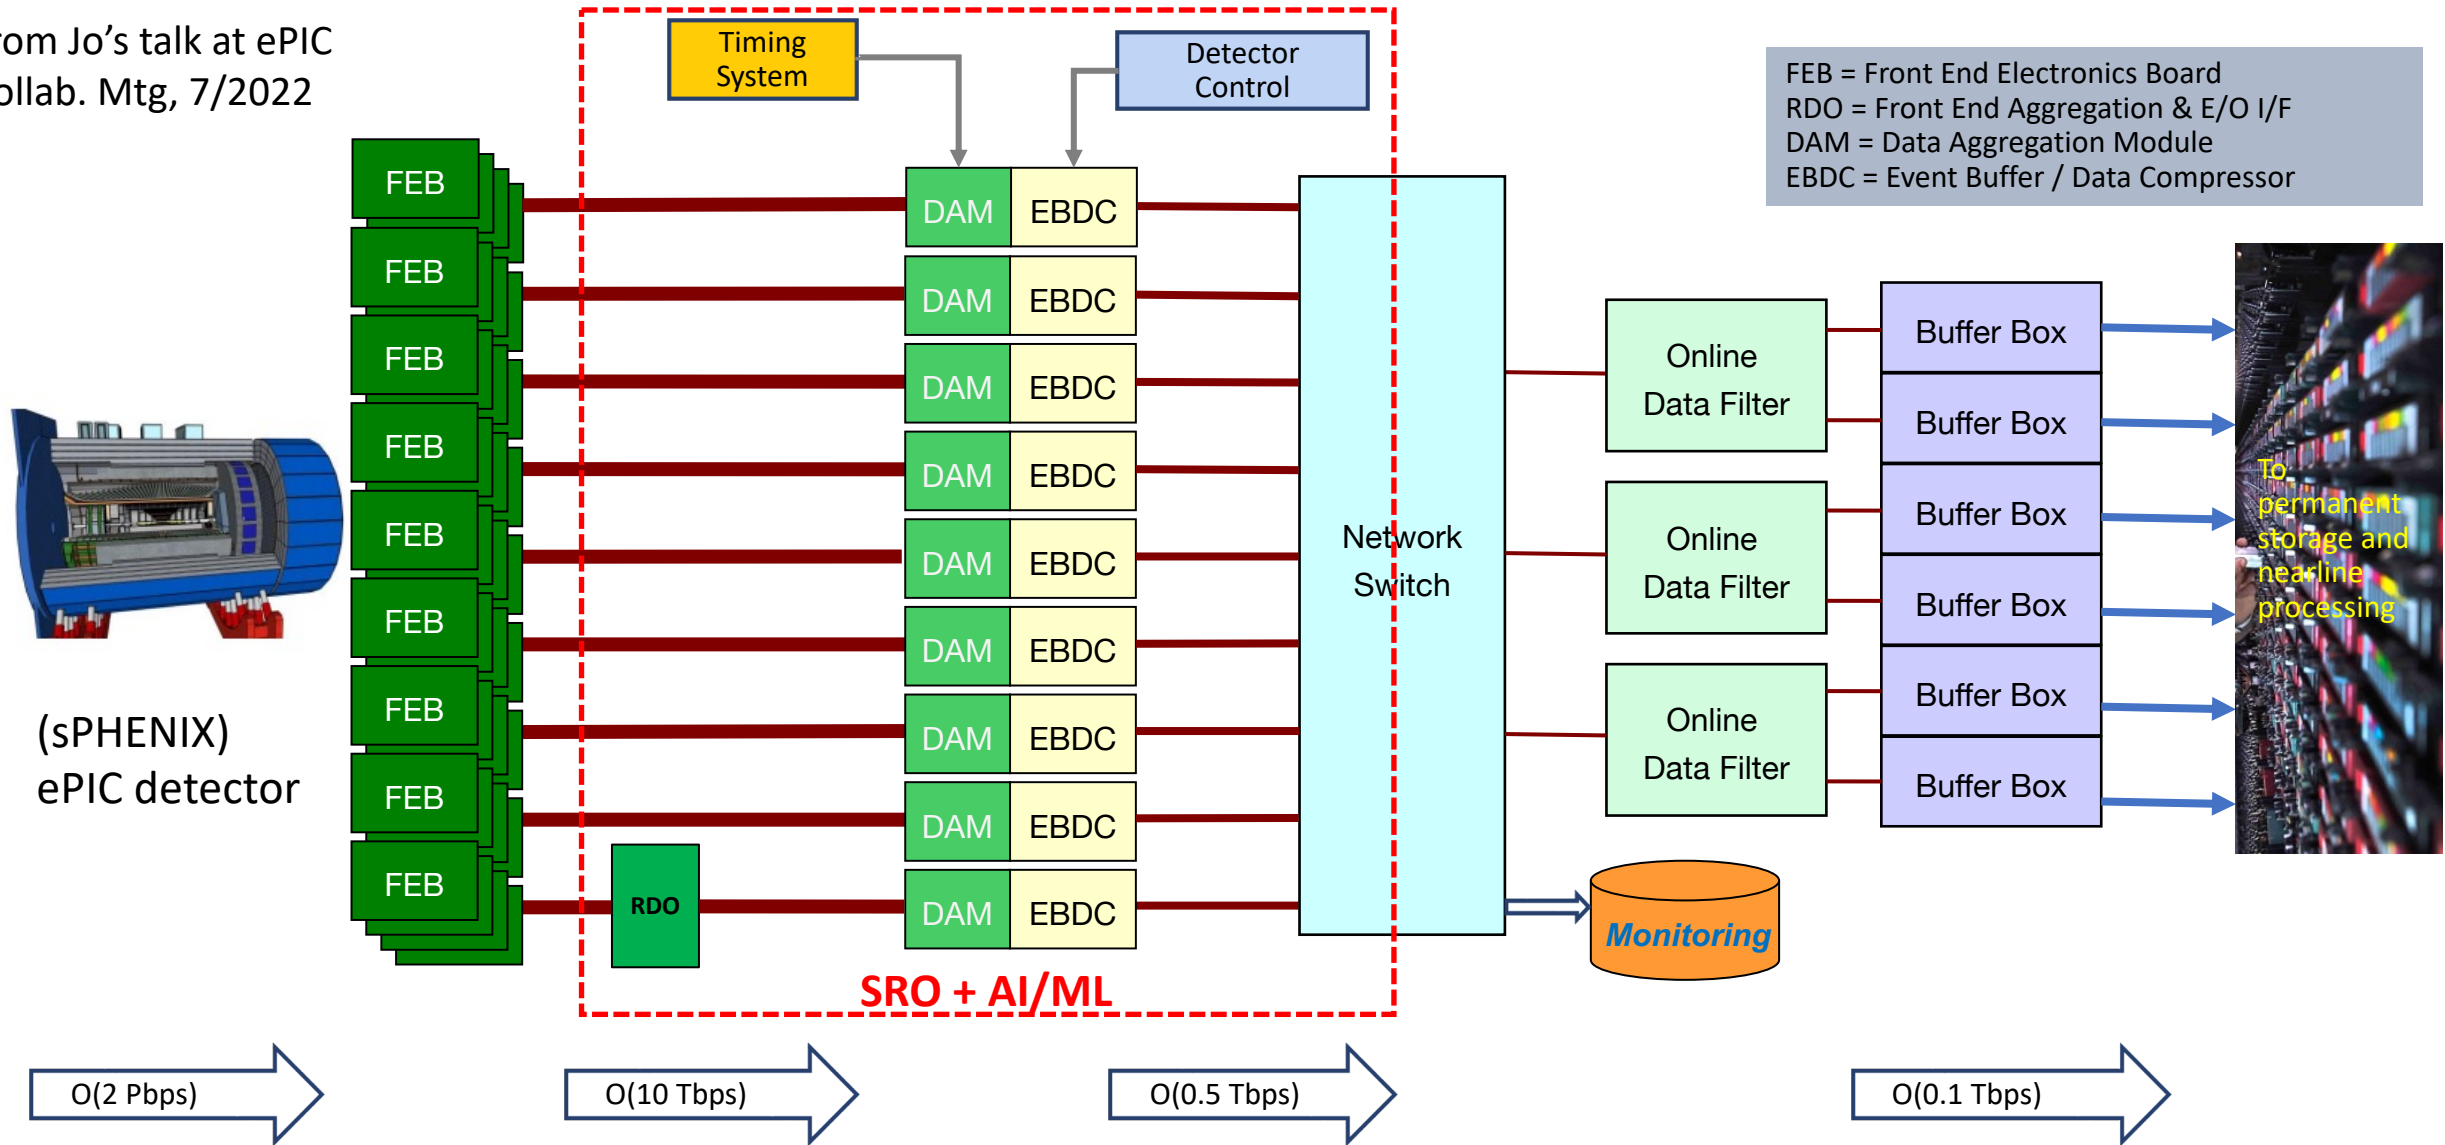 rom Jo's talk at ePIC
ollab. Mtg, 7/2022
Timing
System
Detector
Control
FEB = Front End Electronics Board
RDO = Front End Aggregation & E/O I/F
DAM = Data Aggregation Module
EBDC = Event Buffer / Data Compressor
FEB
DAM
EBDC
FEB
DAM
EBDC
FEB
DAM
EBDC
FEB
DAM
EBDC
FEB
DAM
EBDC
FEB
DAM
EBDC
FEB
DAM
EBDC
FEB
DAM
EBDC
FEB
RDO
DAM
EBDC
Network
Switch
Online
Data Filter
Online
Data Filter
Online
Data Filter
Buffer Box
Buffer Box
Buffer Box
Buffer Box
Buffer Box
Buffer Box
To
permanent
storage and
nearline
processing
(sPHENIX)
ePIC detector
Monitoring
SRO + AI/ML
O(2 Pbps)
O(10 Tbps)
O(0.5 Tbps)
O(0.1 Tbps)